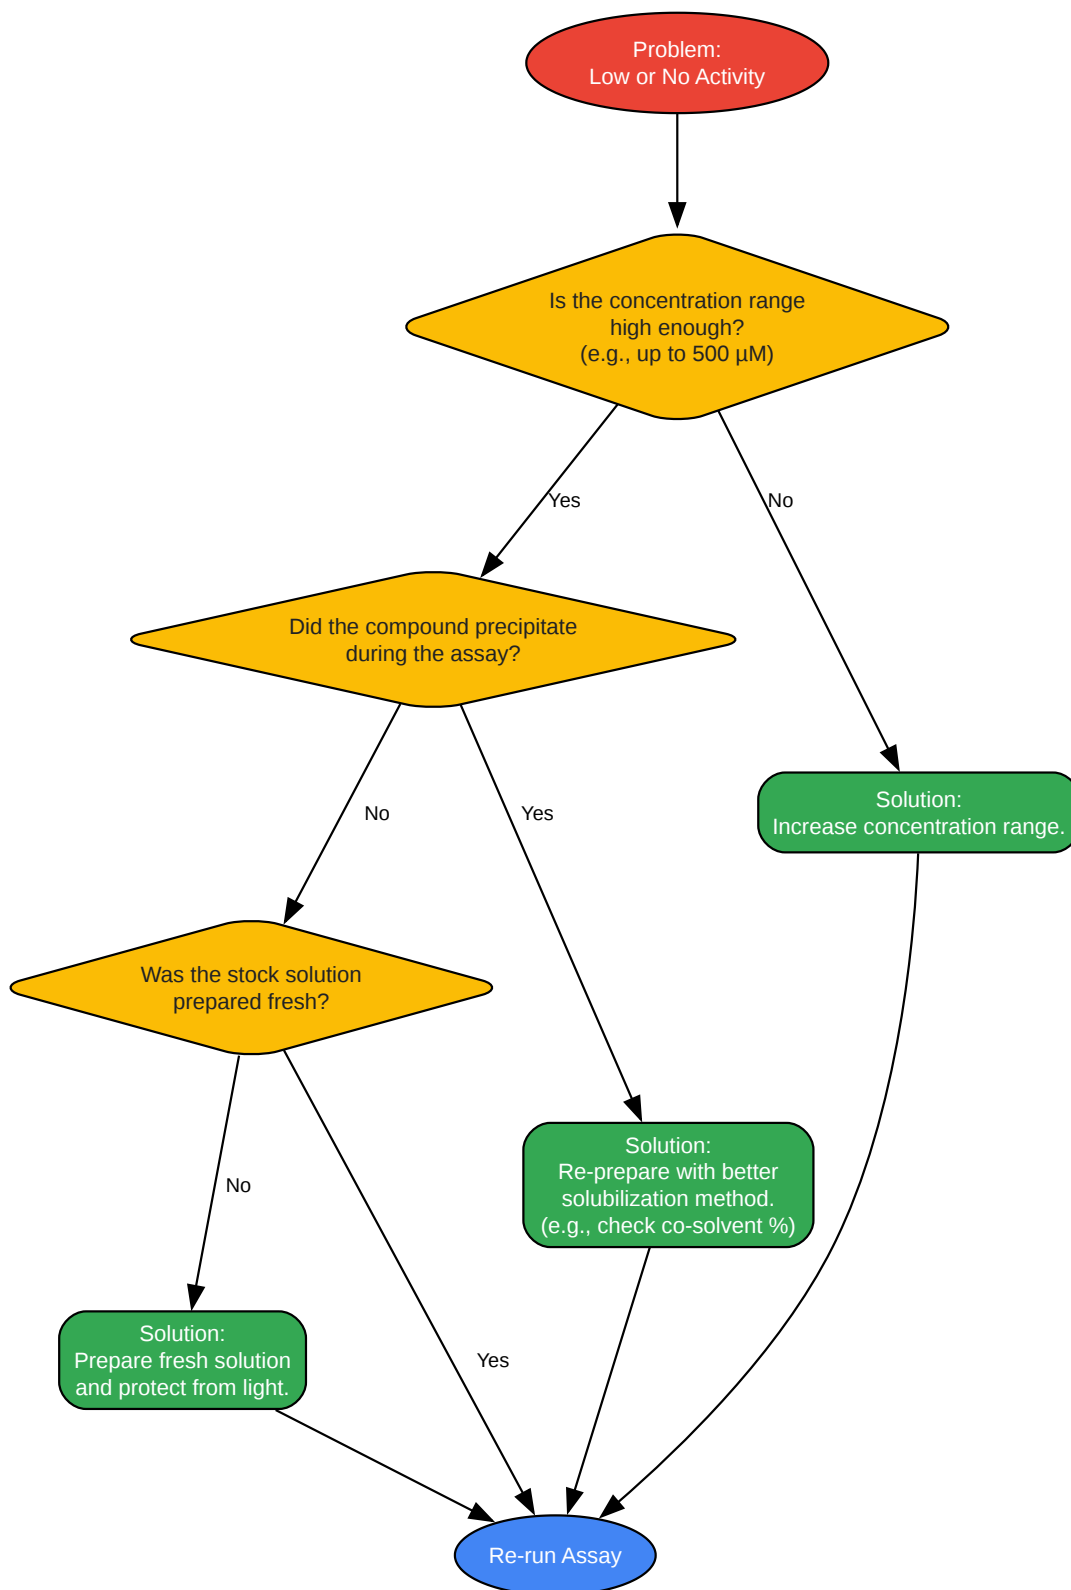 Problem:
Low or No Activity
Is the concentration range
high enough?
(e.g., up to 500 µM)
Yes
No
Did the compound precipitate
during the assay?
No
Yes
Solution:
Increase concentration range.
Was the stock solution
prepared fresh?
No
Yes
Solution:
Re-prepare with better
solubilization method.
(e.g., check co-solvent %)
Solution:
Prepare fresh solution
and protect from light.
Re-run Assay